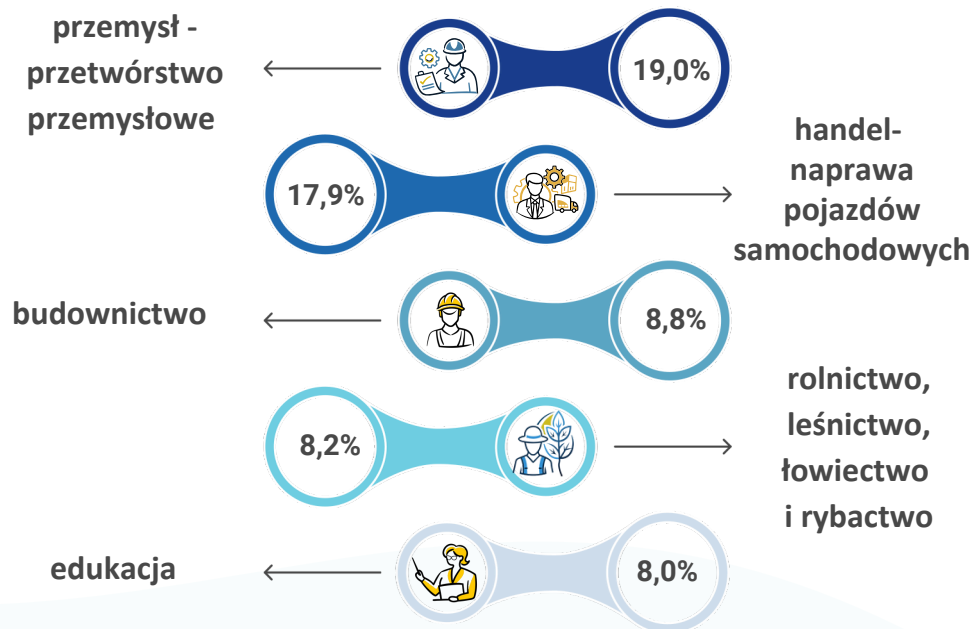 przemysł -
przetwórstwo
przemysłowe
19,0%
17,9%
handel-
naprawa
pojazdów
samochodowych
budownictwo
8,8%
8,2%
rolnictwo,
leśnictwo,
łowiectwo
i rybactwo
edukacja
8,0%